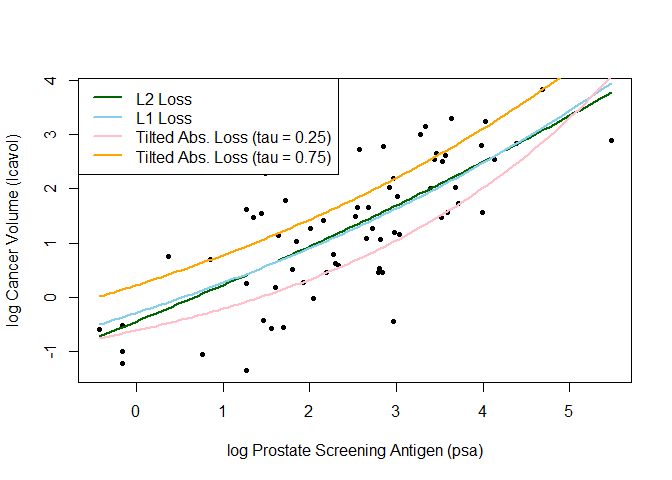 L2 Loss
L1 Loss
Tilted Abs. Loss (tau = 0.25)
Tilted Abs. Loss (tau = 0.75)
log Cancer Volume (lcavol)
4
3
2
1
0
-1
0 1 2 3 4 5
log Prostate Screening Antigen (psa)